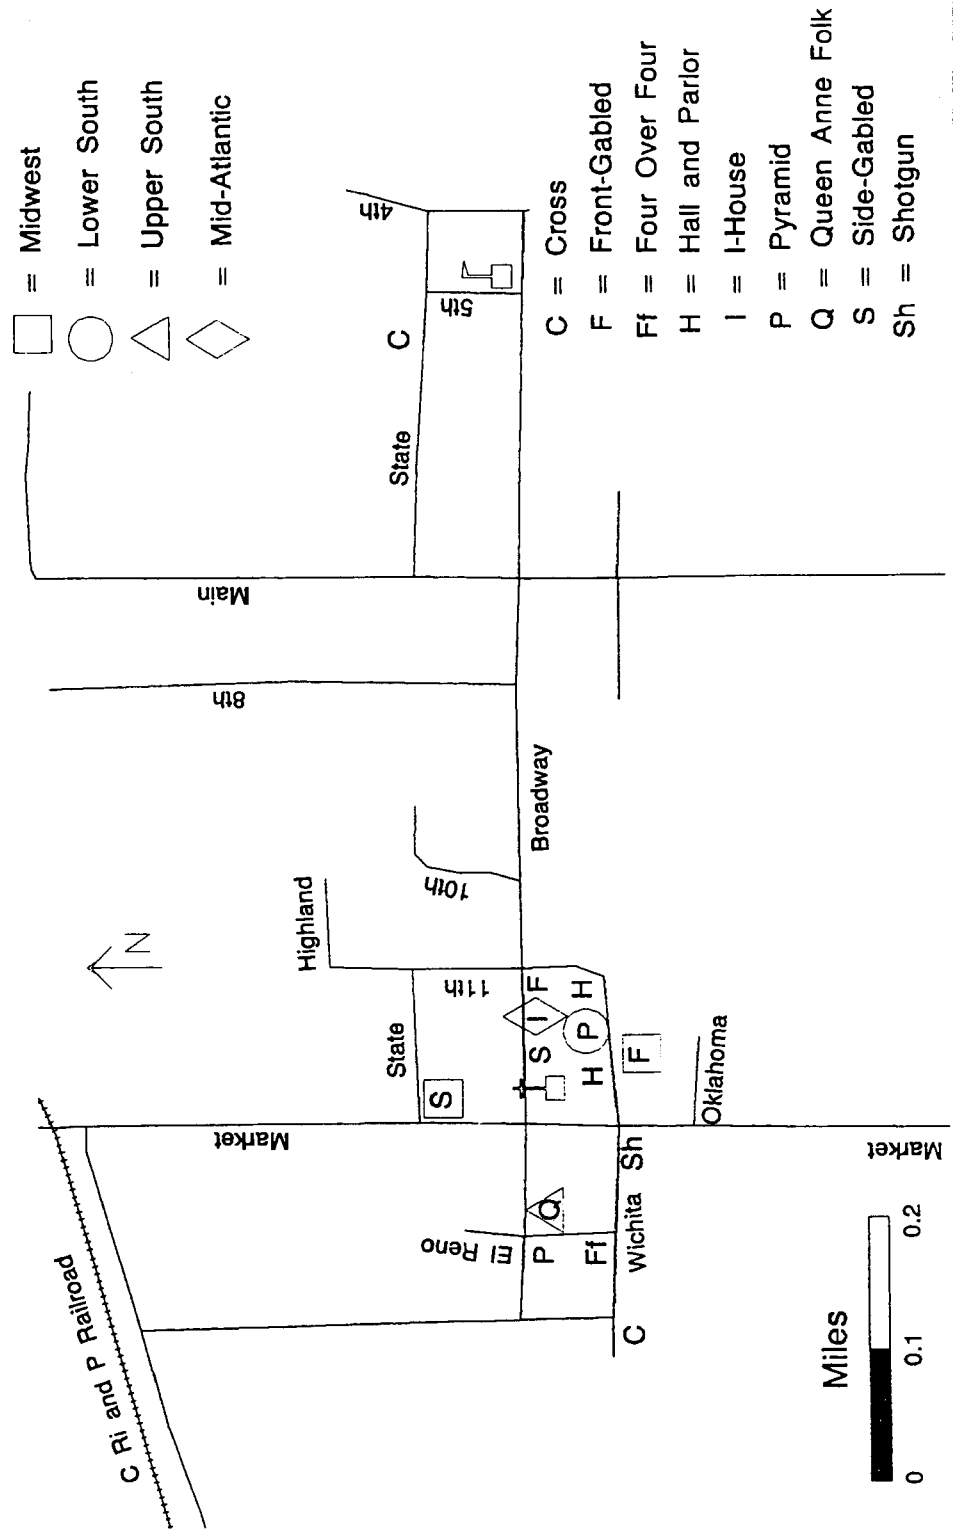 = Midwest
= Lower South
= Upper South
= Mid-Atlantic
C Ri and P Railroad
N
Main
8th
4th
Highland
Market
State
State
C
5th
11th
10th
S
El Reno
Broadway
Q
P
S
I
F
Ff
H
P
H
C
Wichita
Sh
F
Oklahoma
Market
C = Cross
F = Front-Gabled
Ff = Four Over Four
H = Hall and Parlor
I = I-House
P = Pyramid
Q = Queen Anne Folk
S = Side-Gabled
Sh = Shotgun
Miles
0 0.1 0.2